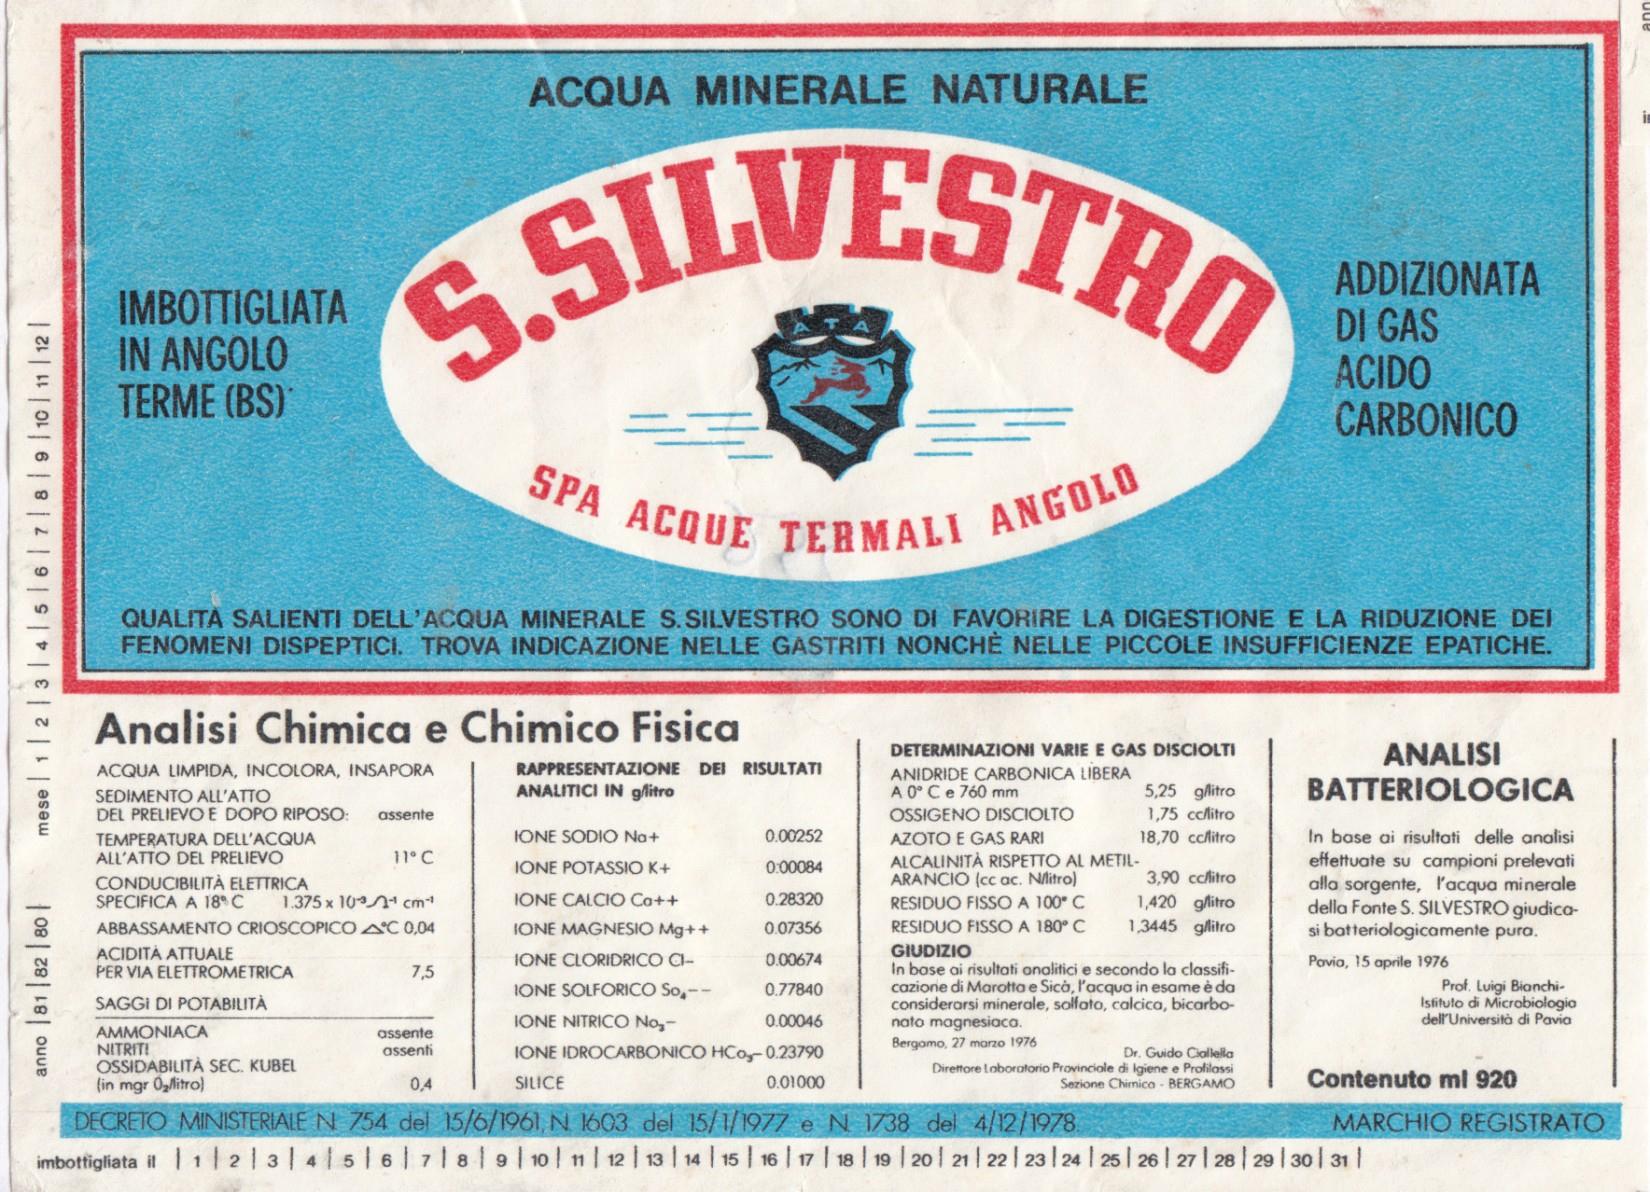 ACQUA MINERALE NATURALE
S. SILVESTRO
IMBOTTIGLIATA
IN ANGOLO
TERME (BS)
ADDIZIONATA
DI GAS
ACIDO
CARBONICO
ATA
SPA ACQUE TERMALI ANGOLO
QUALITÀ SALIENTI DELL'ACQUA MINERALE S.SILVESTRO SONO DI FAVORIRE LA DIGESTIONE E LA RIDUZIONE DEI
FENOMENI DISPEPTICI. TROVA INDICAZIONE NELLE GASTRITI NONCHÈ NELLE PICCOLE INSUFFICIENZE EPATICHE.
anno |81|82|80| mese |1|2|3|4|5|6|7|8|9|10|11|12|
Analisi Chimica e Chimico Fisica
ACQUA LIMPIDA, INCOLORA, INSAPORA
SEDIMENTO ALL'ATTO
DEL PRELIEVO E DOPO RIPOSO: assente
TEMPERATURA DELL'ACQUA
ALL'ATTO DEL PRELIEVO 11° C
CONDUCIBILITÀ ELETTRICA
SPECIFICA A 18° C 1.375 x 10⁻³ Ω⁻¹ cm⁻¹
ABBASSAMENTO CRIOSCOPICO △°C 0,04
ACIDITÀ ATTUALE
PER VIA ELETTROMETRICA 7,5
SAGGI DI POTABILITÀ
AMMONIACA assente
NITRITI assenti
OSSIDABILITÀ SEC. KUBEL
(in mgr O₂/litro) 0,4
RAPPRESENTAZIONE DEI RISULTATI
ANALITICI IN g/litro
IONE SODIO Na+ 0.00252
IONE POTASSIO K+ 0:00084
IONE CALCIO Ca++ 0.28320
IONE MAGNESIO Mg++ 0.07356
IONE CLORIDRICO Cl– 0.00674
IONE SOLFORICO So₄–– 0.77840
IONE NITRICO No₃– 0.00046
IONE IDROCARBONICO HCo₃– 0.23790
SILICE 0.01000
DETERMINAZIONI VARIE E GAS DISCIOLTI
ANIDRIDE CARBONICA LIBERA
A 0° C e 760 mm 5,25 g/litro
OSSIGENO DISCIOLTO 1,75 cc/litro
AZOTO E GAS RARI 18,70 cc/litro
ALCALINITÀ RISPETTO AL METIL-
ARANCIO (cc ac. N/litro) 3,90 cc/litro
RESIDUO FISSO A 100° C 1,420 g/litro
RESIDUO FISSO A 180° C 1,3445 g/litro
GIUDIZIO
In base ai risultati analitici e secondo la classifi-
cazione di Marotta e Sicà, l'acqua in esame è da
considerarsi minerale, solfato, calcica, bicarbo-
nato magnesiaca.
Bergamo, 27 marzo 1976
Dr. Guido Ciallella
Direttore Laboratorio Provinciale di Igiene e Profilassi
Sezione Chimica - BERGAMO
ANALISI
BATTERIOLOGICA
In base ai risultati delle analisi
effettuate su campioni prelevati
alla sorgente, l'acqua minerale
della Fonte S. SILVESTRO giudica-
si batteriologicamente pura.
Pavia, 15 aprile 1976
Prof. Luigi Bianchi-
Istituto di Microbiologia
dell'Università di Pavia
Contenuto ml 920
DECRETO MINISTERIALE N. 754 del 15/6/1961, N. 1603 del 15/1/1977 e N. 1738 del 4/12/1978. MARCHIO REGISTRATO
imbottigliata il |1|2|3|4|5|6|7|8|9|10|11|12|13|14|15|16|17|18|19|20|21|22|23|24|25|26|27|28|29|30|31|